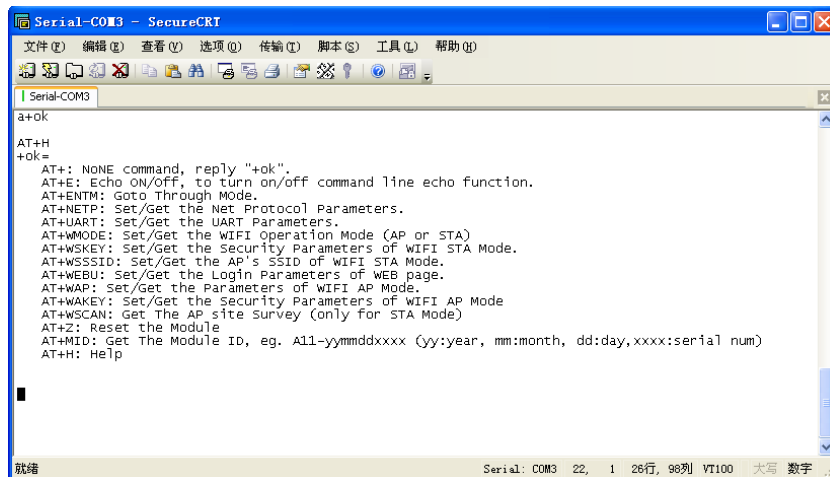 Serial-COM3 - SecureCRT
文件(F) 编辑(E) 查看(V) 选项(O) 传输(T) 脚本(S) 工具(L) 帮助(H)
Serial-COM3
a+ok
AT+H
+ok=
AT+: NONE command, reply "+ok".
AT+E: Echo ON/Off, to turn on/off command line echo function.
AT+ENTM: Goto Through MOde.
AT+NETP: Set/Get the Net Protocol Parameters.
AT+UART: Set/Get the UART Parameters.
AT+WMODE: Set/Get the WIFI Operation Mode (AP or STA)
AT+WSKEY: Set/Get the Security Parameters of WIFI STA Mode.
AT+WSSSID: Set/Get the AP's SSID of WIFI STA Mode.
AT+WEBU: Set/Get the Login Parameters of WEB page.
AT+WAP: Set/Get the Parameters of WIFI AP Mode.
AT+WAKEY: Set/Get the Security Parameters of WIFI AP Mode
AT+WSCAN: Get The AP site Survey (only for STA Mode)
AT+Z: Reset the Module
AT+MID: Get The Module ID, eg. A11-yymmddxxxx (yy:year, mm:month, dd:day,xxxx:serial num)
AT+H: Help
就绪 Serial: COM3 22, 1 26行, 98列 VT100 大写 数字